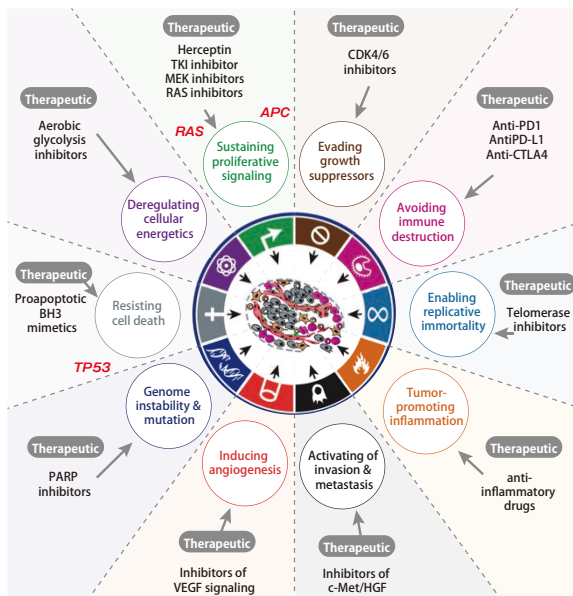 Therapeutic
Herceptin
TKI inhibitor
MEK inhibitors
RAS inhibitors
APC
RAS
Sustaining
proliferative
signaling
Therapeutic
CDK4/6
inhibitors
Evading
growth
suppressors
Therapeutic
Anti-PD1
AntiPD-L1
Anti-CTLA4
Avoiding
immune
destruction
Therapeutic
Aerobic
glycolysis
inhibitors
Deregulating
cellular
energetics
Therapeutic
Proapoptotic
BH3
mimetics
Resisting
cell death
Therapeutic
Telomerase
inhibitors
Enabling
replicative
immortality
TP53
Genome
instability &
mutation
Therapeutic
PARP
inhibitors
Tumor-
promoting
inflammation
Therapeutic
anti-
inflammatory
drugs
Inducing
angiogenesis
Therapeutic
Inhibitors of
VEGF signaling
Activating of
invasion &
metastasis
Therapeutic
Inhibitors of
c-Met/HGF